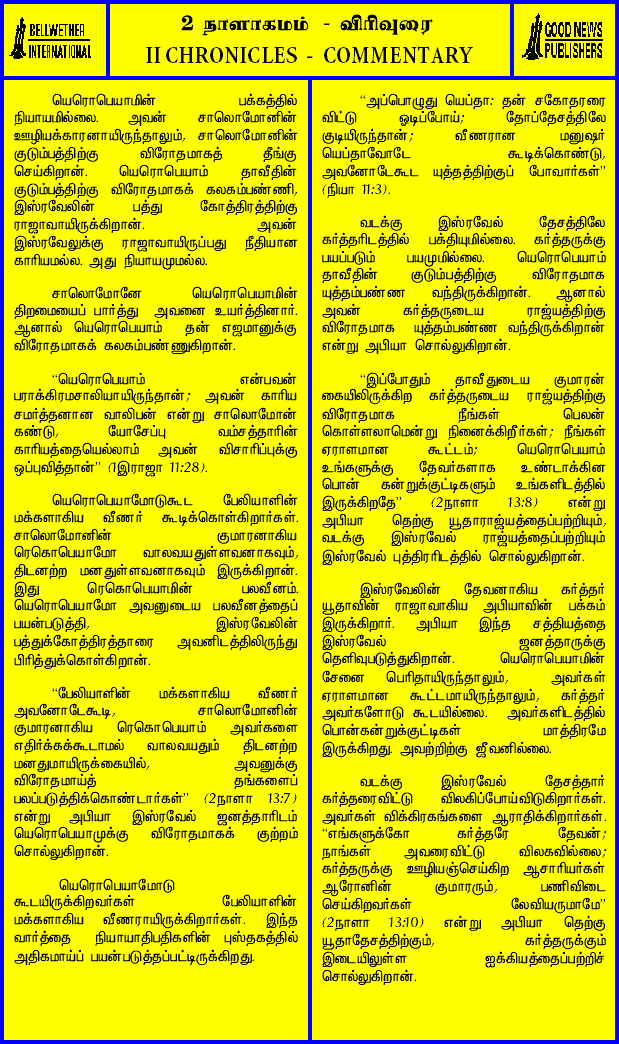 BELLWETHER
INTERNATIONAL
2 நாளாகமம் - விரிவுரை
II CHRONICLES - COMMENTARY
GOOD NEWS
PUBLISHERS
யெரொபெயாமின் பக்கத்தில்
நியாயமில்லை. அவன் சாலொமோனின்
ஊழியக்காரனாயிருந்தாலும், சாலொமோனின்
குடும்பத்திற்கு விரோதமாகத் தீங்கு
செய்கிறான். யெரொபெயாம் தாவீதின்
குடும்பத்திற்கு விரோதமாகக் கலகம்பண்ணி,
இஸ்ரவேலின் பத்து கோத்திரத்திற்கு
ராஜாவாயிருக்கிறான். அவன்
இஸ்ரவேலுக்கு ராஜாவாயிருப்பது நீதியான
காரியமல்ல. அது நியாயமுமல்ல.
சாலொமோனே யெரொபெயாமின்
திறமையைப் பார்த்து அவனை உயர்த்தினார்.
ஆனால் யெரொபெயாம் தன் எஜமானுக்கு
விரோதமாகக் கலகம்பண்ணுகிறான்.
“யெரொபெயாம் என்பவன்
பராக்கிரமசாலியாயிருந்தான்; அவன் காரிய
சமர்த்தனான வாலிபன் என்று சாலொமோன்
கண்டு, யோசேப்பு வம்சத்தாரின்
காரியத்தையெல்லாம் அவன் விசாரிப்புக்கு
ஒப்புவித்தான்” (1இராஜா 11:28).
யெரொபெயாமோடுகூட பேலியாளின்
மக்களாகிய வீணர் கூடிக்கொள்கிறார்கள்.
சாலொமோனின் குமாரனாகிய
ரெகொபெயாமோ வாலவயதுள்ளவனாகவும்,
திடனற்ற மனதுள்ளவனாகவும் இருக்கிறான்.
இது ரெகொபெயாமின் பலவீனம்.
யெரொபெயாமோ அவனுடைய பலவீனத்தைப்
பயன்படுத்தி, இஸ்ரவேலின்
பத்துக்கோத்திரத்தாரை அவனிடத்திலிருந்து
பிரித்துக்கொள்கிறான்.
“பேலியாளின் மக்களாகிய வீணர்
அவனோடேகூடி, சாலொமோனின்
குமாரனாகிய ரெகொபெயாம் அவர்களை
எதிர்க்கக்கூடாமல் வாலவயதும் திடனற்ற
மனதுமாயிருக்கையில், அவனுக்கு
விரோதமாய்த் தங்களைப்
பலப்படுத்திக்கொண்டார்கள்” (2நாளா 13:7)
என்று அபியா இஸ்ரவேல் ஜனத்தாரிடம்
யெரொபெயாமுக்கு விரோதமாகக் குற்றம்
சொல்லுகிறான்.
யெரொபெயாமோடு
கூடயிருக்கிறவர்கள் பேலியாளின்
மக்களாகிய வீணராயிருக்கிறார்கள். இந்த
வார்த்தை நியாயாதிபதிகளின் புஸ்தகத்தில்
அதிகமாய்ப் பயன்படுத்தப்பட்டிருக்கிறது.
“அப்பொழுது யெப்தா: தன் சகோதரரை
விட்டு ஓடிப்போய்; தோப்தேசத்திலே
குடியிருந்தான்; வீணரான மனுஷர்
யெப்தாவோடே கூடிக்கொண்டு,
அவனோடேகூட யுத்தத்திற்குப் போவார்கள்”
(நியா 11:3).
வடக்கு இஸ்ரவேல் தேசத்திலே
கர்த்தரிடத்தில் பக்தியுமில்லை. கர்த்தருக்கு
பயப்படும் பயமுமில்லை. யெரொபெயாம்
தாவீதின் குடும்பத்திற்கு விரோதமாக
யுத்தம்பண்ண வந்திருக்கிறான். ஆனால்
அவன் கர்த்தருடைய ராஜ்யத்திற்கு
விரோதமாக யுத்தம்பண்ண வந்திருக்கிறான்
என்று அபியா சொல்லுகிறான்.
“இப்போதும் தாவீதுடைய குமாரன்
கையிலிருக்கிற கர்த்தருடைய ராஜ்யத்திற்கு
விரோதமாக நீங்கள் பெலன்
கொள்ளலாமென்று நினைக்கிறீர்கள்; நீங்கள்
ஏராளமான கூட்டம்; யெரொபெயாம்
உங்களுக்கு தேவர்களாக உண்டாக்கின
பொன் கன்றுக்குட்டிகளும் உங்களிடத்தில்
இருக்கிறதே” (2நாளா 13:8) என்று
அபியா தெற்கு யூதாராஜ்யத்தைப்பற்றியும்,
வடக்கு இஸ்ரவேல் ராஜ்யத்தைப்பற்றியும்
இஸ்ரவேல் புத்திரரிடத்தில் சொல்லுகிறான்.
இஸ்ரவேலின் தேவனாகிய கர்த்தர்
யூதாவின் ராஜாவாகிய அபியாவின் பக்கம்
இருக்கிறார். அபியா இந்த சத்தியத்தை
இஸ்ரவேல் ஜனத்தாருக்கு
தெளிவுபடுத்துகிறான். யெரொபெயாமின்
சேனை பெரிதாயிருந்தாலும், அவர்கள்
ஏராளமான கூட்டமாயிருந்தாலும், கர்த்தர்
அவர்களோடு கூடயில்லை. அவர்களிடத்தில்
பொன்கன்றுக்குட்டிகள் மாத்திரமே
இருக்கிறது. அவற்றிற்கு ஜீவனில்லை.
வடக்கு இஸ்ரவேல் தேசத்தார்
கர்த்தரைவிட்டு விலகிப்போய்விடுகிறார்கள்.
அவர்கள் விக்கிரகங்களை ஆராதிக்கிறார்கள்.
“எங்களுக்கோ கர்த்தரே தேவன்;
நாங்கள் அவரைவிட்டு விலகவில்லை;
கர்த்தருக்கு ஊழியஞ்செய்கிற ஆசாரியர்கள்
ஆரோனின் குமாரரும், பணிவிடை
செய்கிறவர்கள் லேவியருமாமே”
(2நாளா 13:10) என்று அபியா தெற்கு
யூதாதேசத்திற்கும், கர்த்தருக்கும்
இடையிலுள்ள ஐக்கியத்தைப்பற்றிச்
சொல்லுகிறான்.